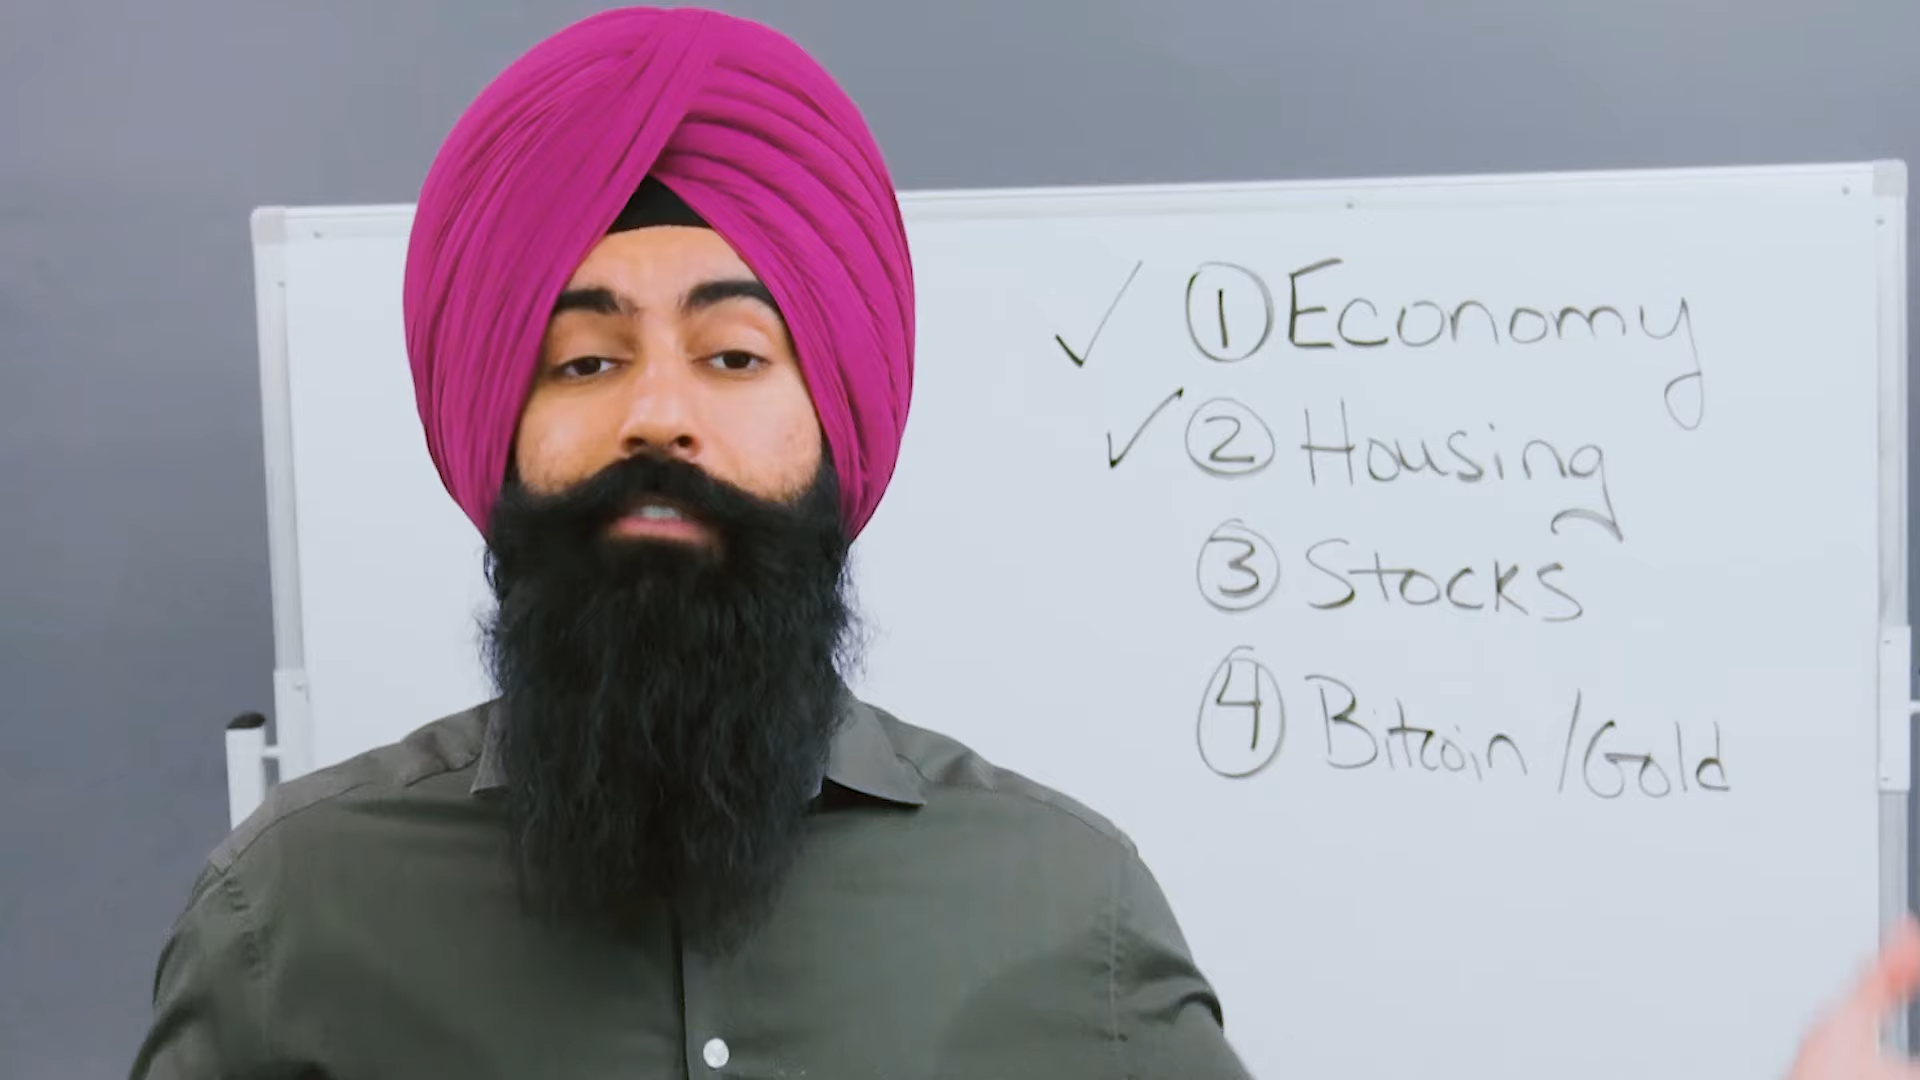 ✓ ① Economy
✓ ② Housing
③ Stocks
④ Bitcoin/Gold